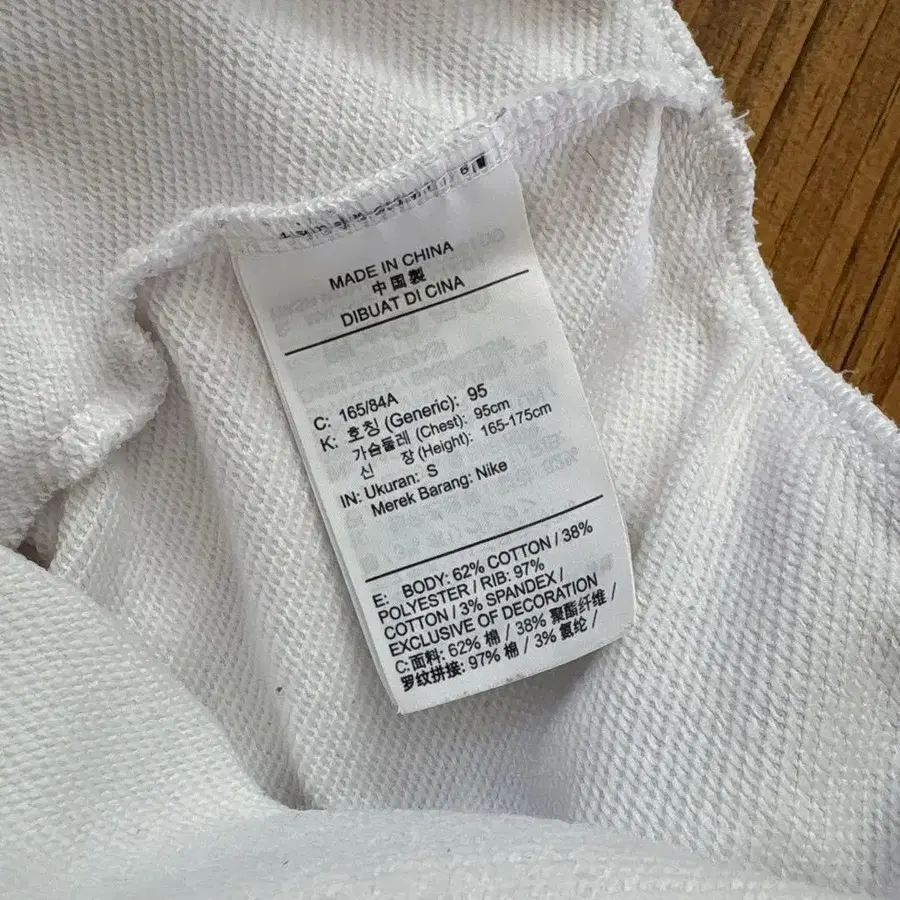 MADE IN CHINA
中国製
DIBUAT DI CINA
C: 165/84A
K: 호칭 (Generic): 95
가슴둘레 (Chest): 95cm
신 장 (Height): 165-175cm
IN: Ukuran: S
Merek Barang: Nike
E: BODY: 62% COTTON / 38%
POLYESTER / RIB: 97%
COTTON / 3% SPANDEX /
EXCLUSIVE OF DECORATION
C:面料: 62% 棉 / 38% 聚酯纤维 /
罗纹拼接: 97% 棉 / 3% 氨纶 /